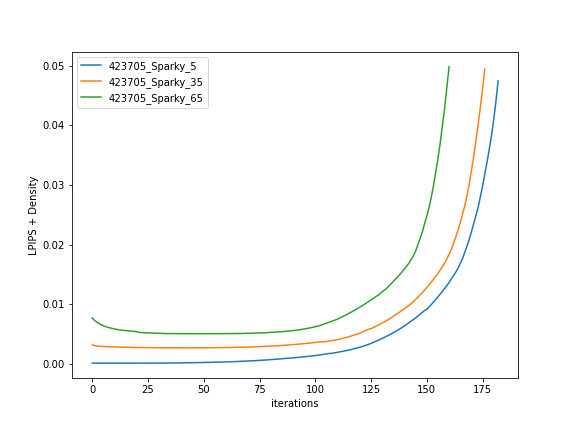 423705_Sparky_5
423705_Sparky_35
423705_Sparky_65
LPIPS + Density
0.05
0.04
0.03
0.02
0.01
0.00
0 25 50 75 100 125 150 175
iterations